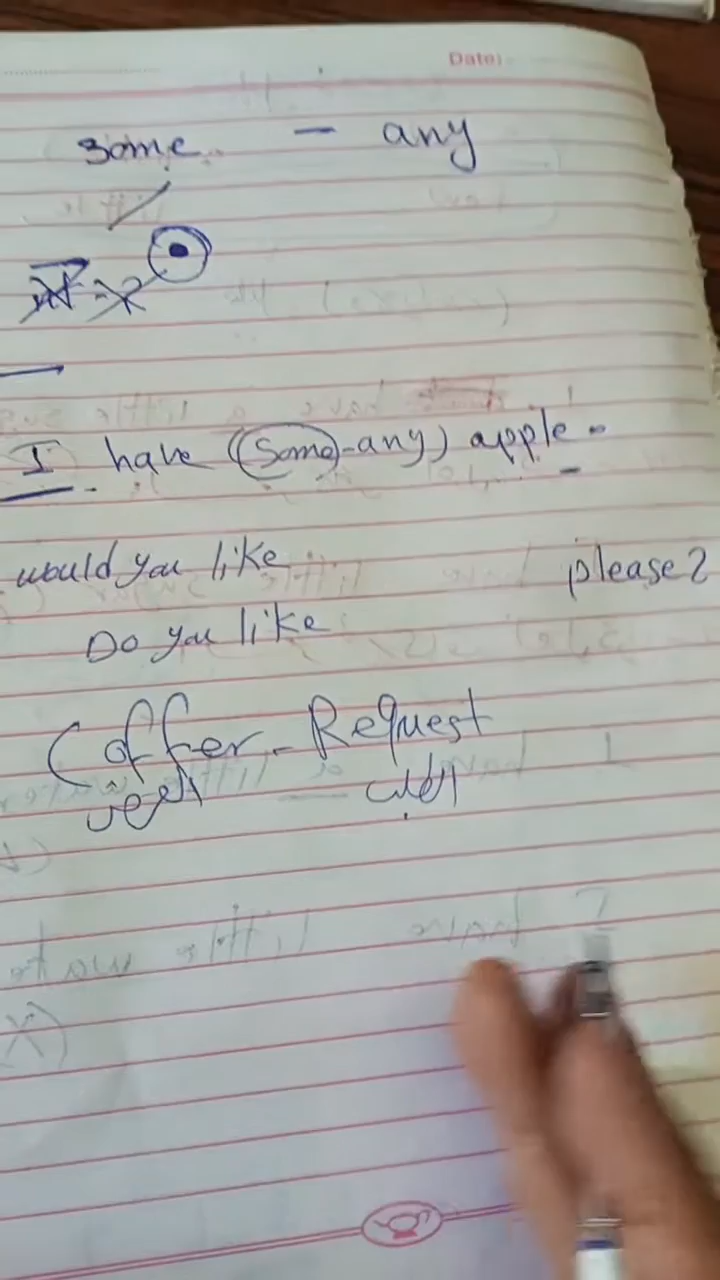 Date:
some - any
I have (some-any) apple.
would you like please?
Do you like
(offer - Request
عرض طلب